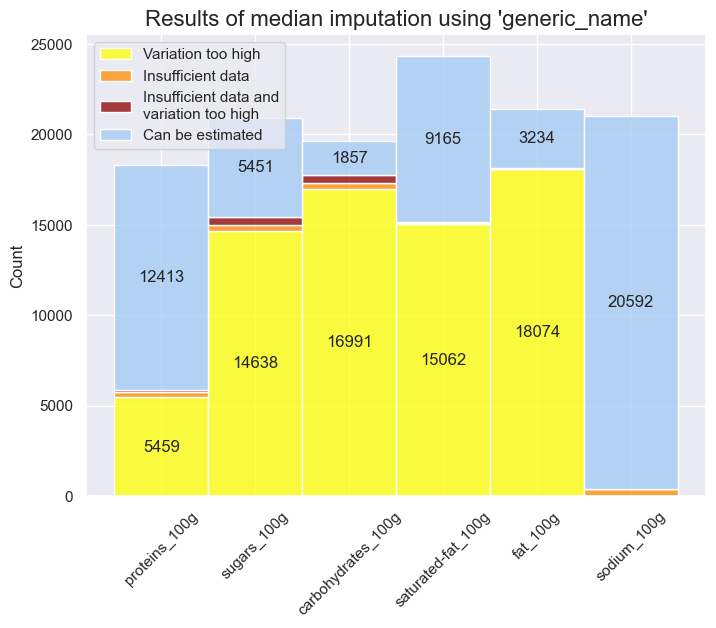 Results of median imputation using 'generic_name'
Variation too high
Insufficient data
Insufficient data and
variation too high
Can be estimated
Count
25000
20000
15000
10000
5000
0
12413
5459
5451
14638
1857
16991
9165
15062
3234
18074
20592
proteins_100g
sugars_100g
carbohydrates_100g
saturated-fat_100g
fat_100g
sodium_100g